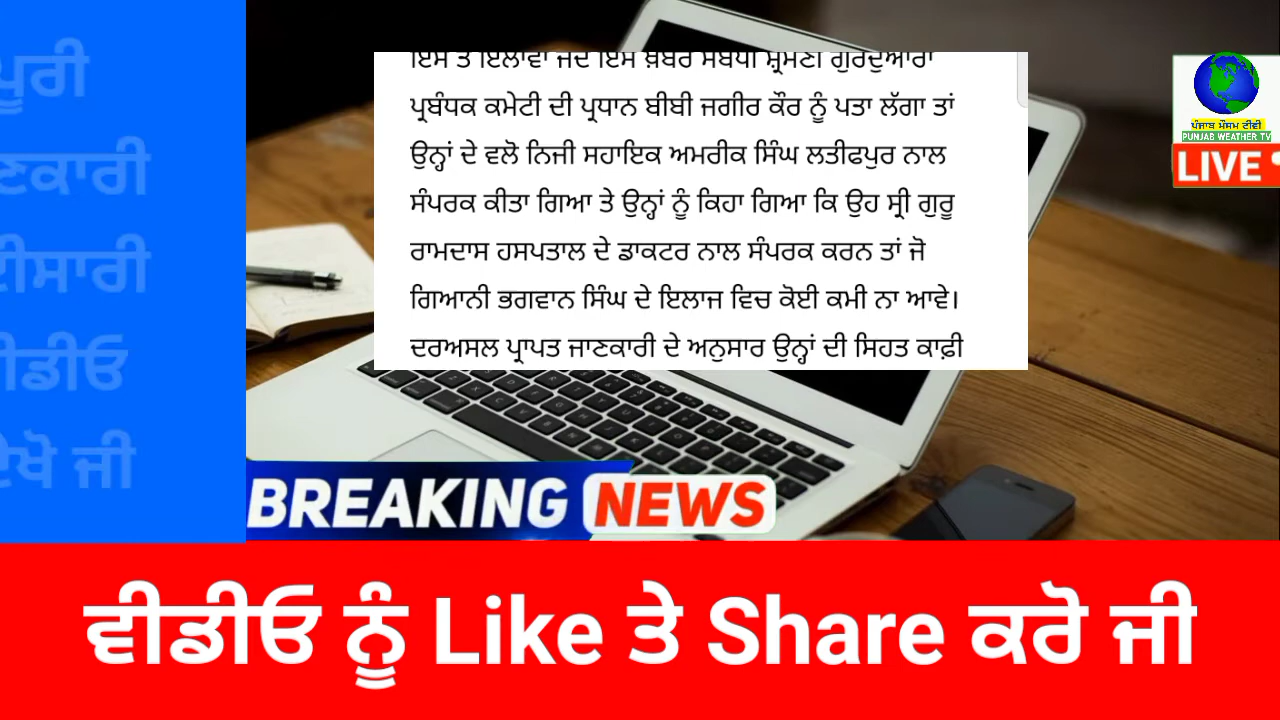 ਇਸ ਤੋਂ ਇਲਾਵਾ ਜਦੋਂ ਇਸ ਖ਼ਬਰ ਸਬੰਧੀ ਸ਼੍ਰੋਮਣੀ ਗੁਰਦੁਆਰਾ
ਪ੍ਰਬੰਧਕ ਕਮੇਟੀ ਦੀ ਪ੍ਰਧਾਨ ਬੀਬੀ ਜਗੀਰ ਕੌਰ ਨੂੰ ਪਤਾ ਲੱਗਾ ਤਾਂ
ਉਨ੍ਹਾਂ ਦੇ ਵਲੋ ਨਿਜੀ ਸਹਾਇਕ ਅਮਰੀਕ ਸਿੰਘ ਲਤੀਫਪੁਰ ਨਾਲ
ਸੰਪਰਕ ਕੀਤਾ ਗਿਆ ਤੇ ਉਨ੍ਹਾਂ ਨੂੰ ਕਿਹਾ ਗਿਆ ਕਿ ਉਹ ਸ੍ਰੀ ਗੁਰੂ
ਰਾਮਦਾਸ ਹਸਪਤਾਲ ਦੇ ਡਾਕਟਰ ਨਾਲ ਸੰਪਰਕ ਕਰਨ ਤਾਂ ਜੋ
ਗਿਆਨੀ ਭਗਵਾਨ ਸਿੰਘ ਦੇ ਇਲਾਜ ਵਿਚ ਕੋਈ ਕਮੀ ਨਾ ਆਵੇ।
ਦਰਅਸਲ ਪ੍ਰਾਪਤ ਜਾਣਕਾਰੀ ਦੇ ਅਨੁਸਾਰ ਉਨ੍ਹਾਂ ਦੀ ਸਿਹਤ ਕਾਫ਼ੀ
ਪੰਜਾਬ ਮੌਸਮ ਟੀਵੀ
PUNJAB WEATHER TV
LIVE
ਪੂਰੀ
ਣਕਾਰੀ
ਈਸਾਰੀ
ੀਡੀਓ
ਦੇਖੋ ਜੀ
BREAKING NEWS
ਵੀਡੀਓ ਨੂੰ Like ਤੇ Share ਕਰੋ ਜੀ